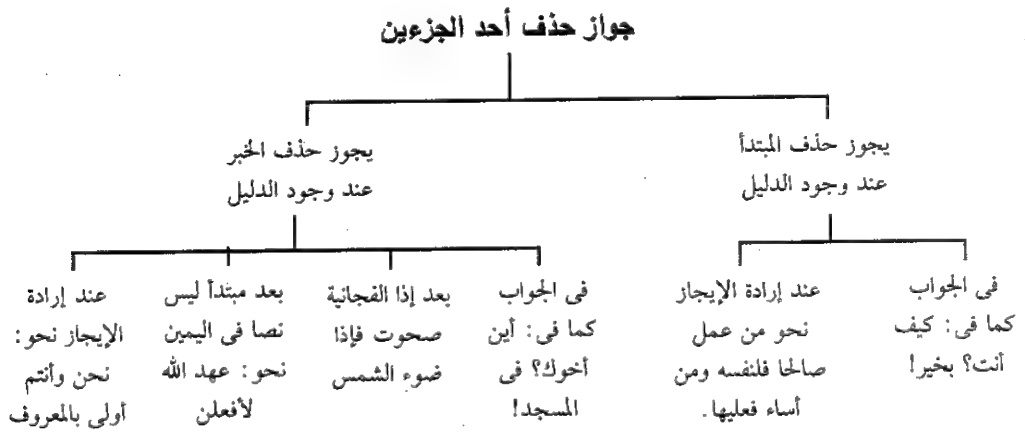 جواز حذف أحد الجزءين
يجوز حذف المبتدأ
عند وجود الدليل
يجوز حذف الخبر
عند وجود الدليل
فى الجواب
كما فى: كيف
أنت؟ بخير!
عند إرادة الإيجاز
نحو من عمل
صالحا فلنفسه ومن
أساء فعليها.
فى الجواب
كما فى: أين
أخوك؟ فى
المسجد!
بعد إذا الفجائية
صحوت فإذا
ضوء الشمس
بعد مبتدأ ليس
نصا فى اليمين
نحو: عهد الله
لأفعلن
عند إرادة
الإيجاز نحو:
نحن وأنتم
أولى بالمعروف